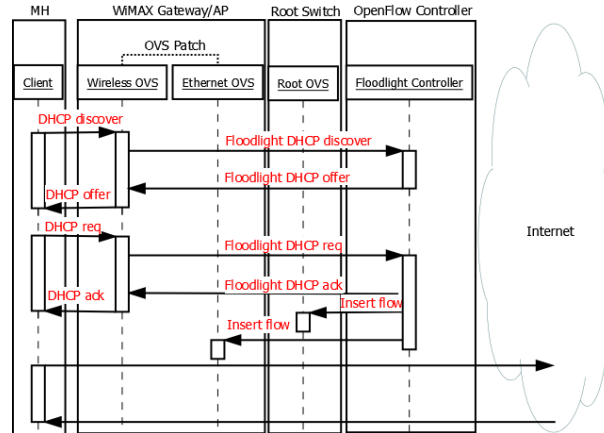 MH
WiMAX Gateway/AP
Root Switch
OpenFlow Controller
OVS Patch
Client
Wireless OVS
Ethernet OVS
Root OVS
Floodlight Controller
DHCP discover
Floodlight DHCP discover
Floodlight DHCP offer
DHCP offer
DHCP req
Floodlight DHCP req
Internet
Floodlight DHCP ack
DHCP ack
Insert flow
Insert flow